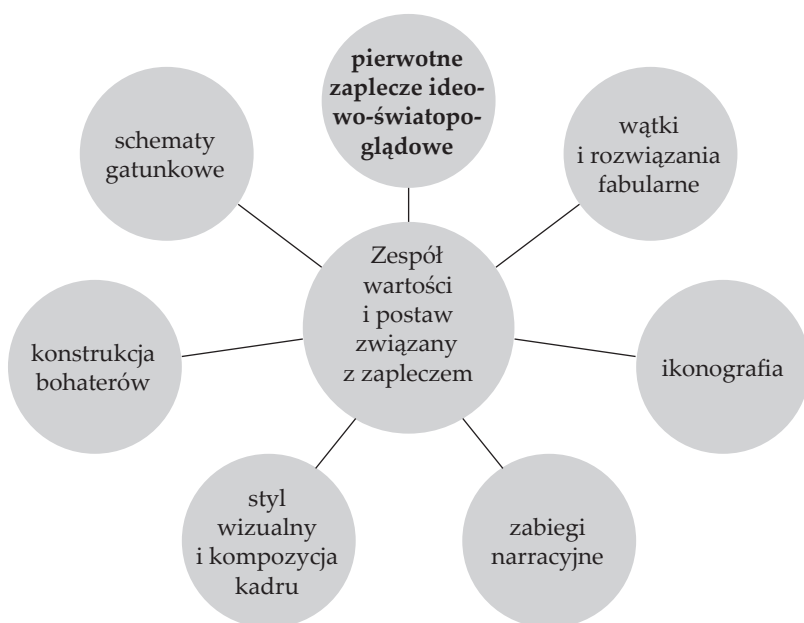 pierwotne
zaplecze ideo-
wo-światopo-
glądowe
schematy
gatunkowe
wątki
i rozwiązania
fabularne
Zespół
wartości
i postaw
związany
z zapleczem
konstrukcja
bohaterów
ikonografia
styl
wizualny
i kompozycja
kadru
zabiegi
narracyjne